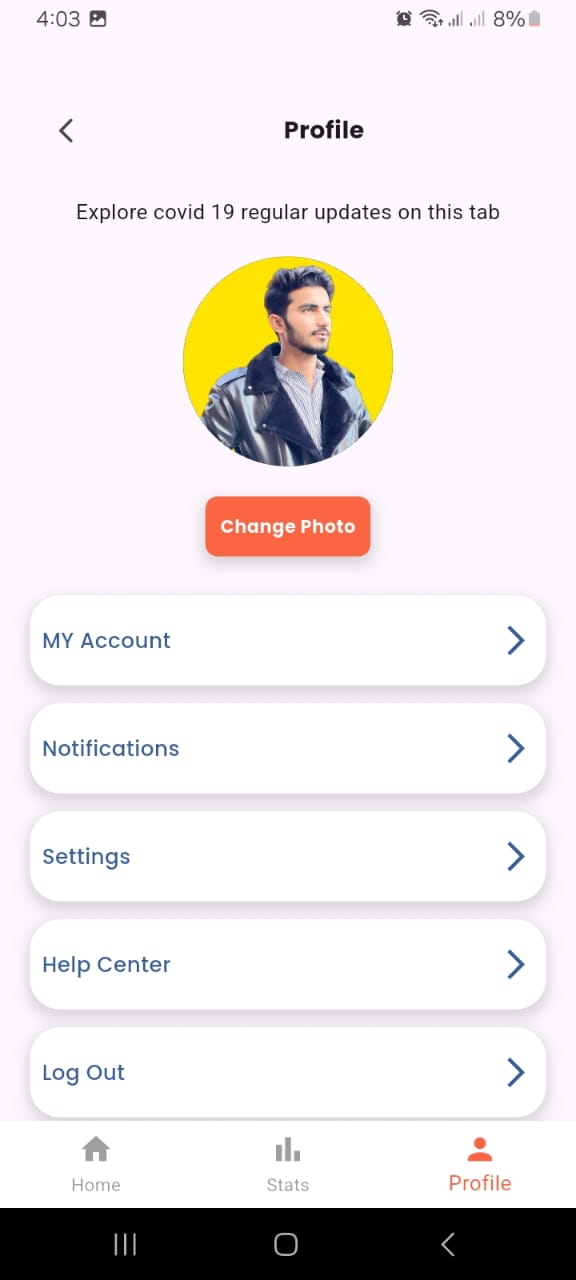 4:03 8%
Profile
Explore covid 19 regular updates on this tab
Change Photo
MY Account
Notifications
Settings
Help Center
Log Out
Home Stats Profile